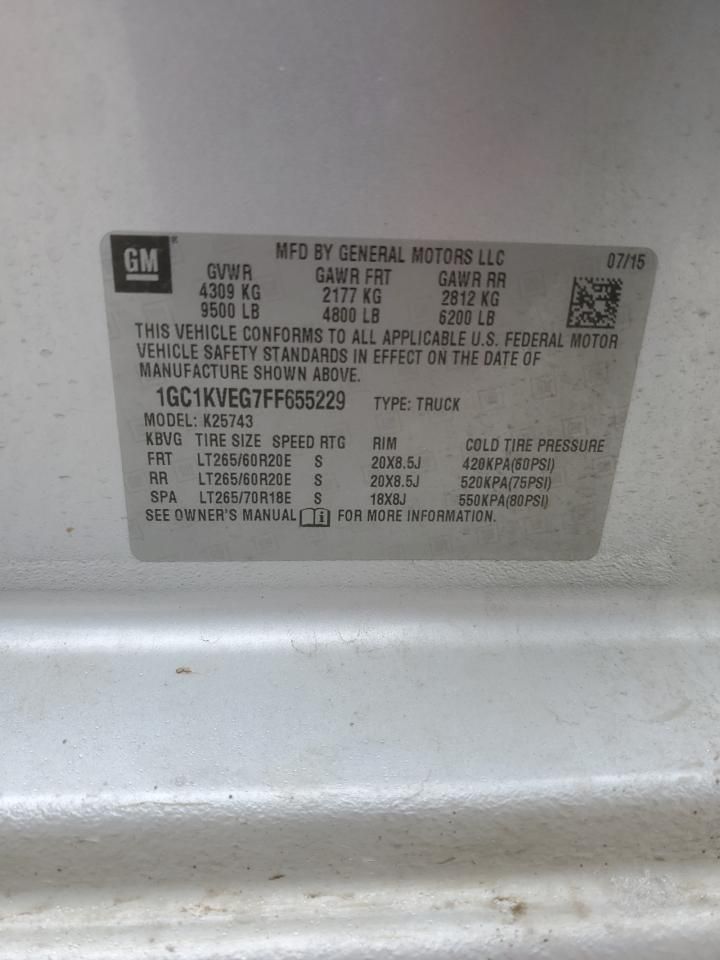 GM
MFD BY GENERAL MOTORS LLC 07/15
GVWR GAWR FRT GAWR RR
4309 KG 2177 KG 2812 KG
9500 LB 4800 LB 6200 LB
THIS VEHICLE CONFORMS TO ALL APPLICABLE U.S. FEDERAL MOTOR
VEHICLE SAFETY STANDARDS IN EFFECT ON THE DATE OF
MANUFACTURE SHOWN ABOVE.
1GC1KVEG7FF655229 TYPE: TRUCK
MODEL: K25743
KBVG TIRE SIZE SPEED RTG RIM COLD TIRE PRESSURE
FRT LT265/60R20E S 20X8.5J 420KPA(60PSI)
RR LT265/60R20E S 20X8.5J 520KPA(75PSI)
SPA LT265/70R18E S 18X8J 550KPA(80PSI)
SEE OWNER'S MANUAL FOR MORE INFORMATION.